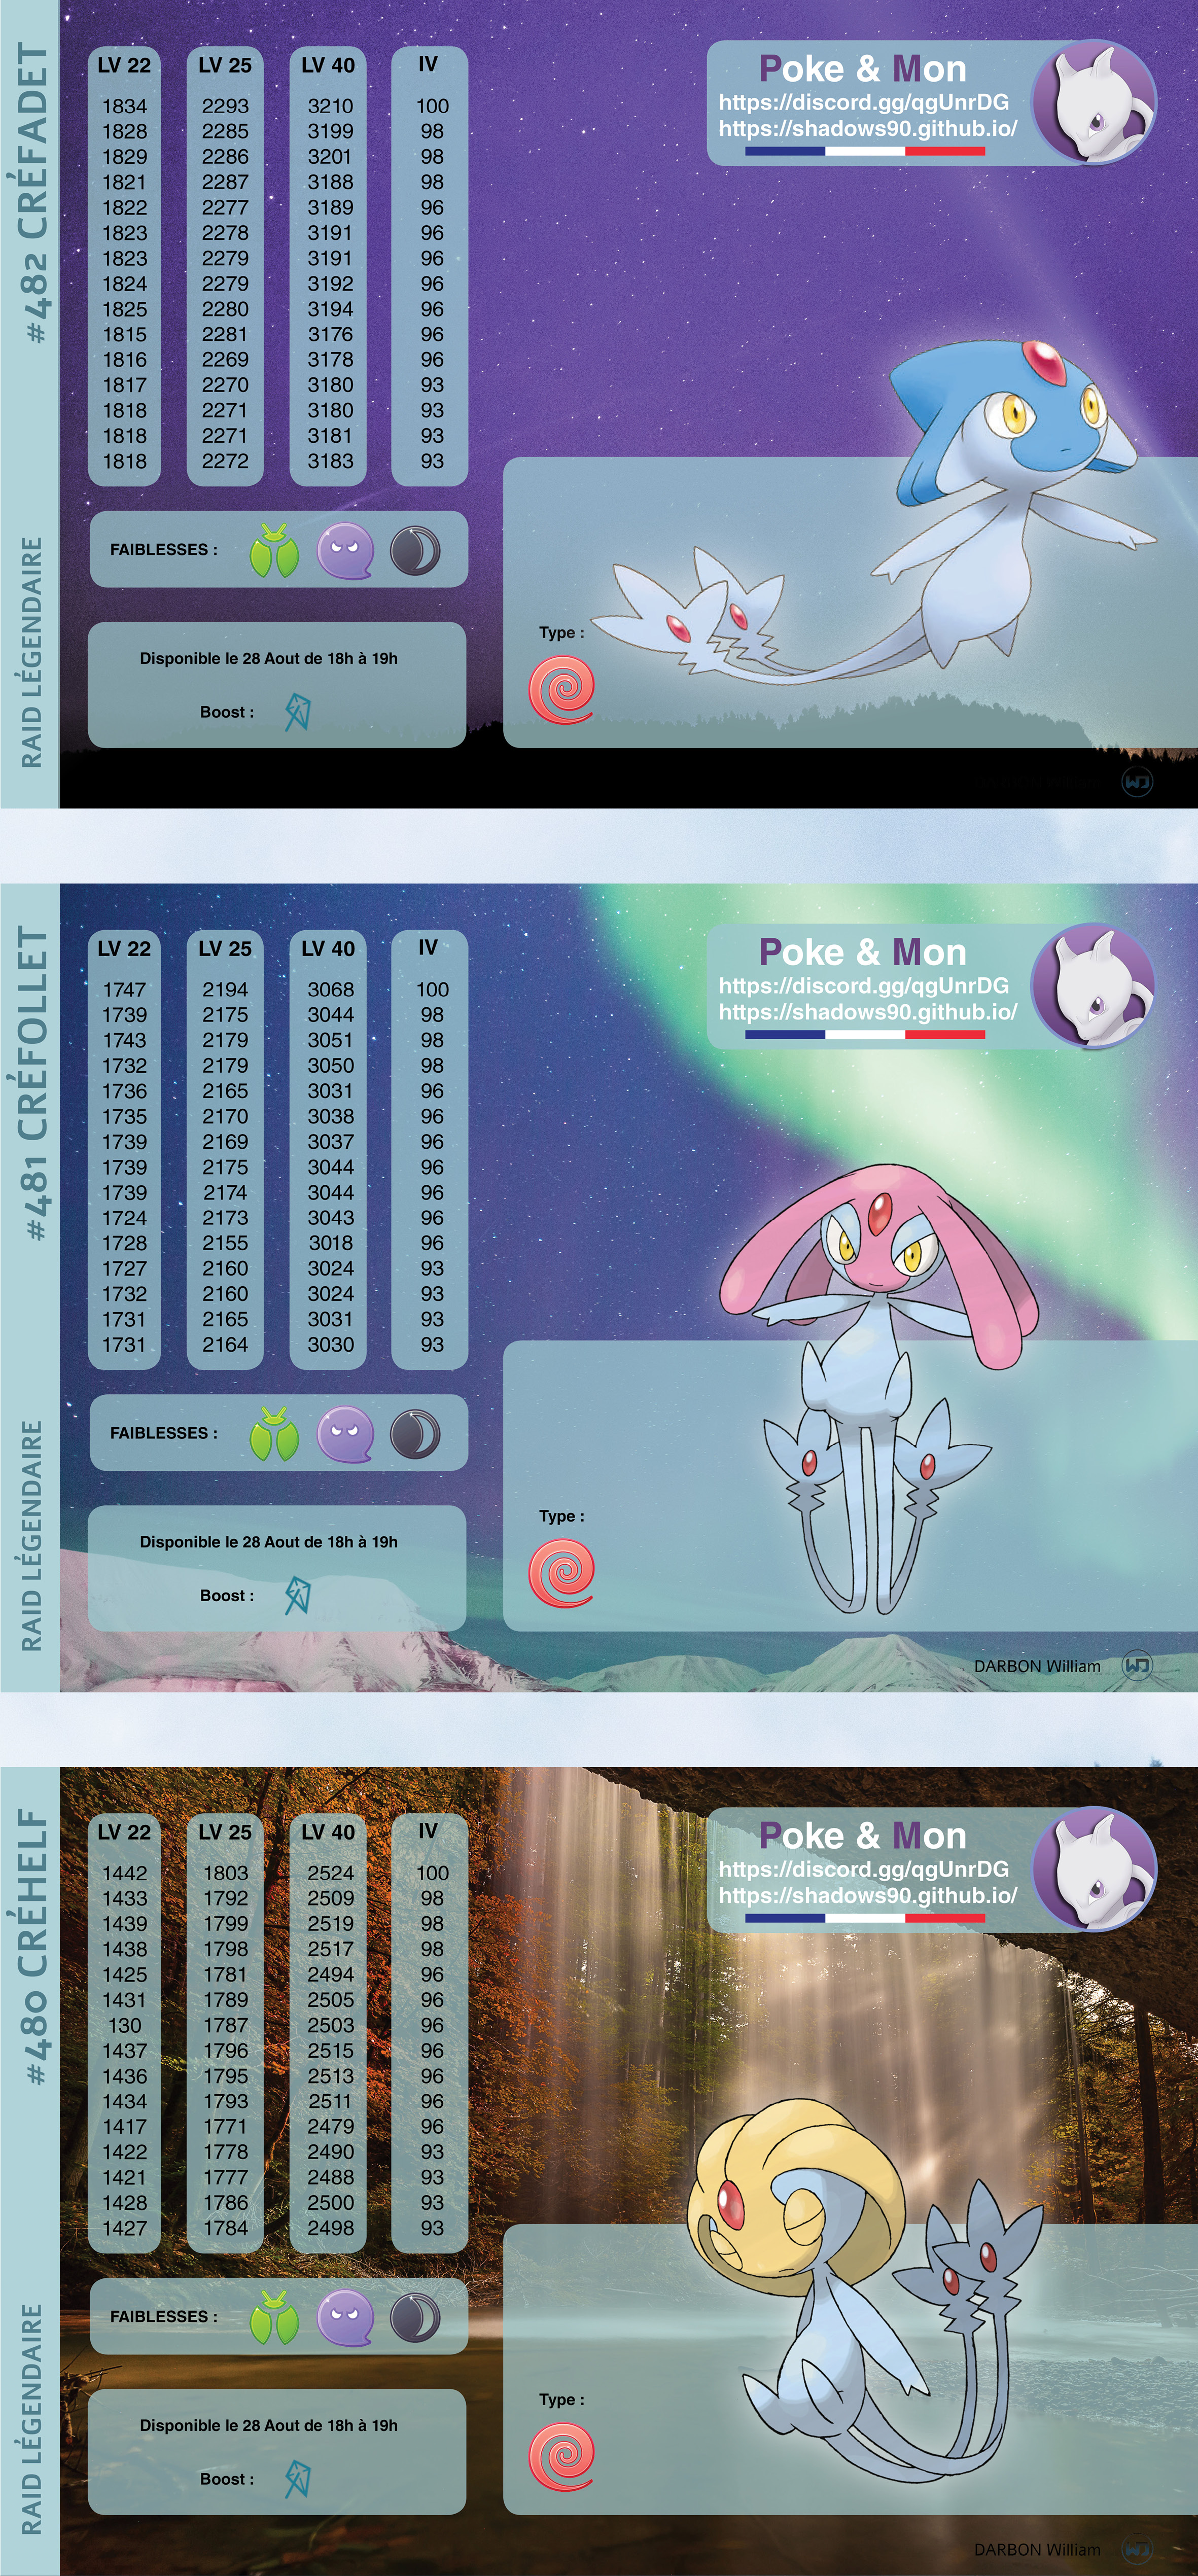 #482 CRÉFADET
RAID LÉGENDAIRE
LV 22 LV 25 LV 40 IV
1834 2293 3210 100
1828 2285 3199 98
1829 2286 3201 98
1821 2287 3188 98
1822 2277 3189 96
1823 2278 3191 96
1823 2279 3191 96
1824 2279 3192 96
1825 2280 3194 96
1815 2281 3176 96
1816 2269 3178 96
1817 2270 3180 93
1818 2271 3180 93
1818 2271 3181 93
1818 2272 3183 93
Poke & Mon
https://discord.gg/qgUnrDG
https://shadows90.github.io/
FAIBLESSES :
Disponible le 28 Aout de 18h à 19h
Boost :
Type :
DARBON William
WD
#481 CRÉFOLLET
RAID LÉGENDAIRE
LV 22 LV 25 LV 40 IV
1747 2194 3068 100
1739 2175 3044 98
1743 2179 3051 98
1732 2179 3050 98
1736 2165 3031 96
1735 2170 3038 96
1739 2169 3037 96
1739 2175 3044 96
1739 2174 3044 96
1724 2173 3043 96
1728 2155 3018 96
1727 2160 3024 93
1732 2160 3024 93
1731 2165 3031 93
1731 2164 3030 93
Poke & Mon
https://discord.gg/qgUnrDG
https://shadows90.github.io/
FAIBLESSES :
Disponible le 28 Aout de 18h à 19h
Boost :
Type :
DARBON William
WD
#480 CRÉHELF
RAID LÉGENDAIRE
LV 22 LV 25 LV 40 IV
1442 1803 2524 100
1433 1792 2509 98
1439 1799 2519 98
1438 1798 2517 98
1425 1781 2494 96
1431 1789 2505 96
130 1787 2503 96
1437 1796 2515 96
1436 1795 2513 96
1434 1793 2511 96
1417 1771 2479 96
1422 1778 2490 93
1421 1777 2488 93
1428 1786 2500 93
1427 1784 2498 93
Poke & Mon
https://discord.gg/qgUnrDG
https://shadows90.github.io/
FAIBLESSES :
Disponible le 28 Aout de 18h à 19h
Boost :
Type :
DARBON William
WD